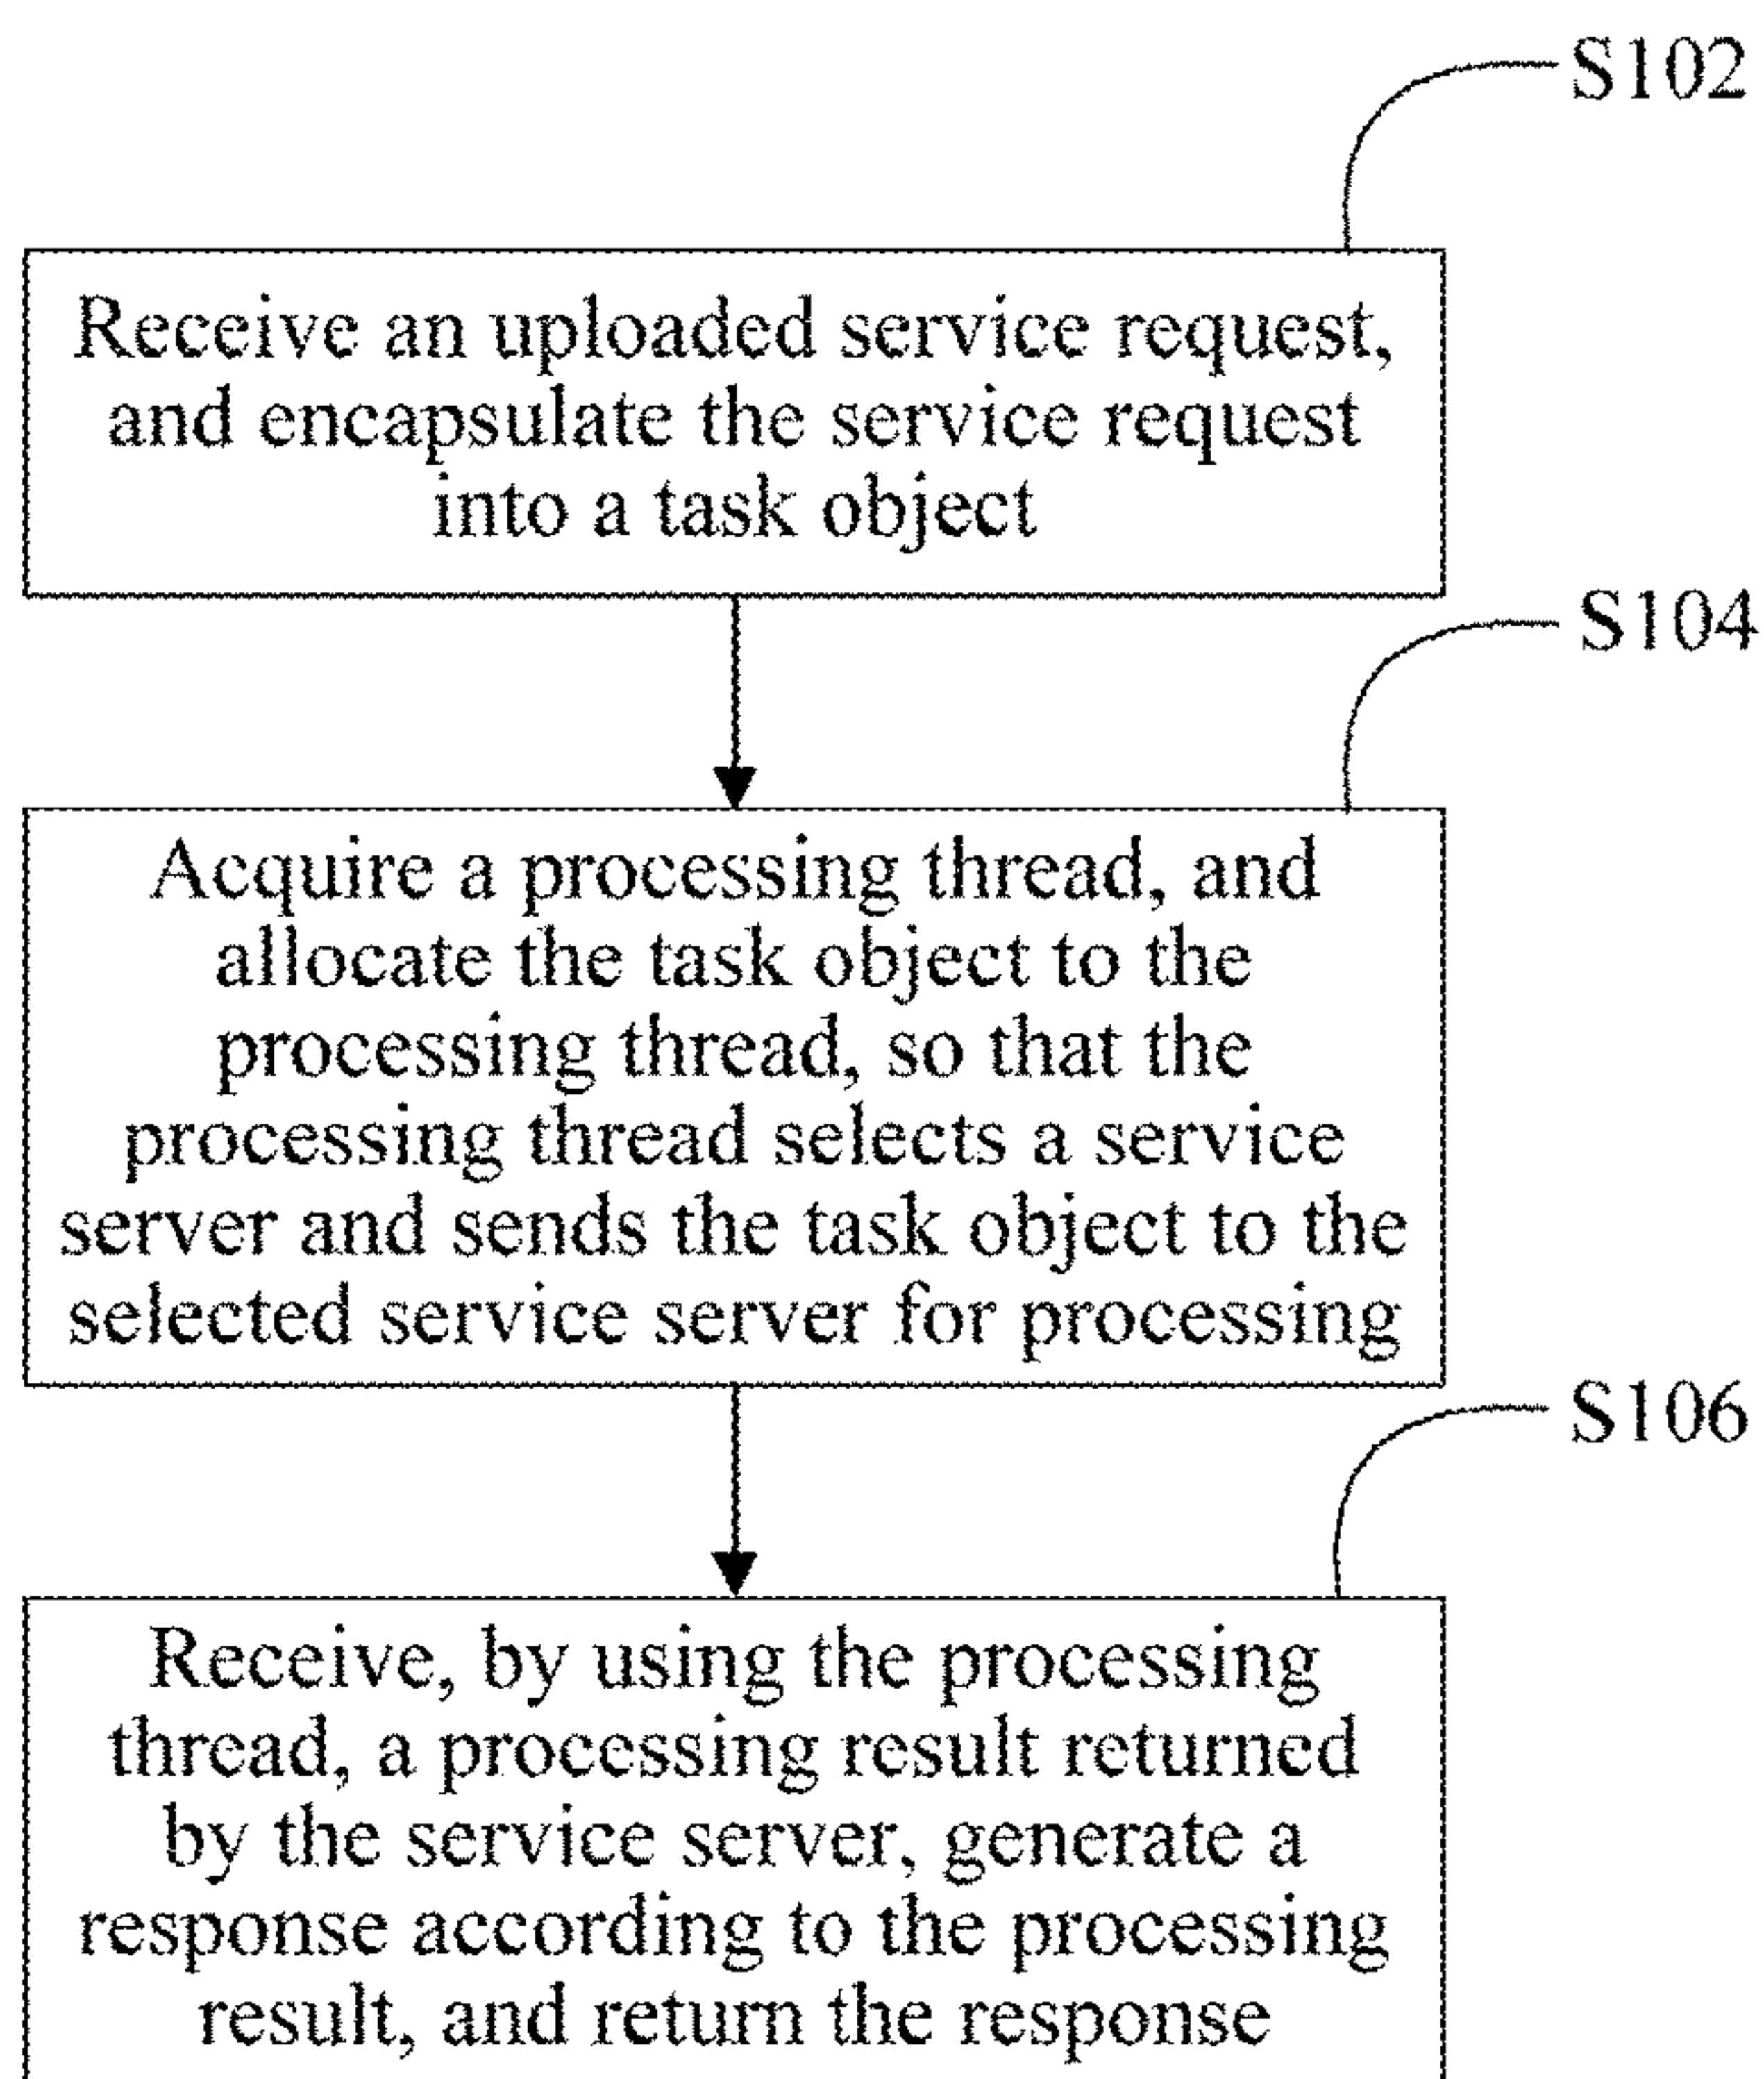 S102
Receive an uploaded service request,
and encapsulate the service request
into a task object
S104
Acquire a processing thread, and
allocate the task object to the
processing thread, so that the
processing thread selects a service
server and sends the task object to the
selected service server for processing
S106
Receive, by using the processing
thread, a processing result returned
by the service server, generate a
response according to the processing
result, and return the response